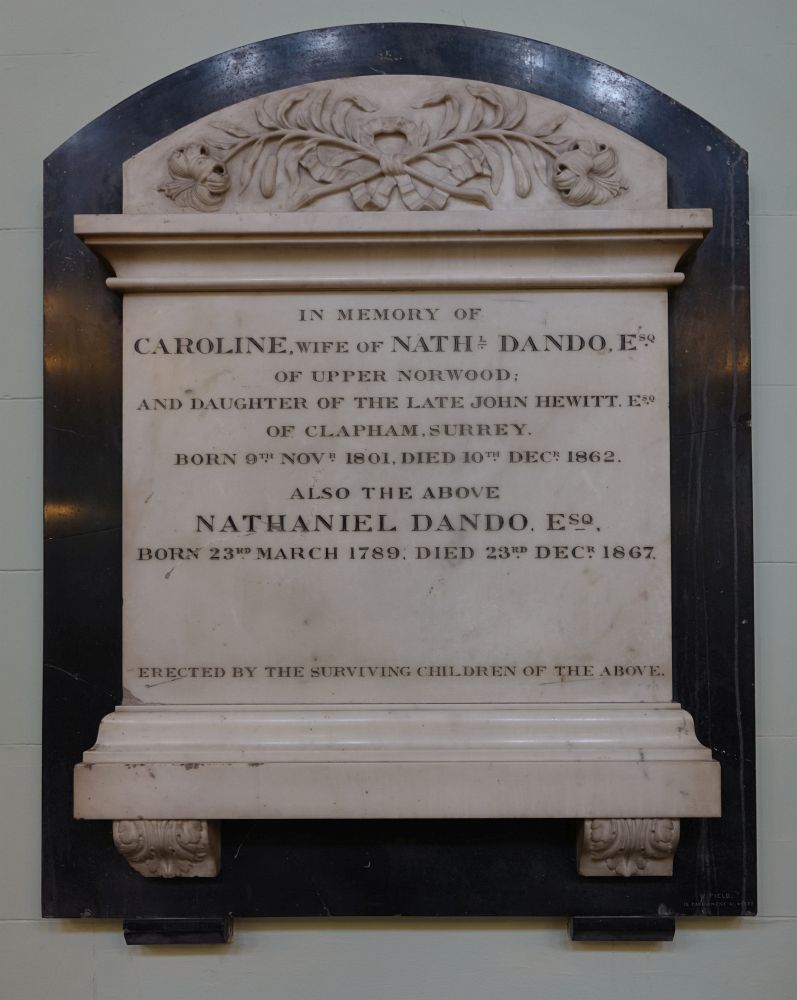 IN MEMORY OF
CAROLINE, WIFE OF NATHL. DANDO, ESQ.
OF UPPER NORWOOD;
AND DAUGHTER OF THE LATE JOHN HEWITT. ESQ.
OF CLAPHAM, SURREY.
BORN 9TH NOVR. 1801, DIED 10TH DECR. 1862.
ALSO THE ABOVE
NATHANIEL DANDO, ESQ,
BORN 23RD MARCH 1789. DIED 23RD DECR. 1867.
ERECTED BY THE SURVIVING CHILDREN OF THE ABOVE.
FIELD